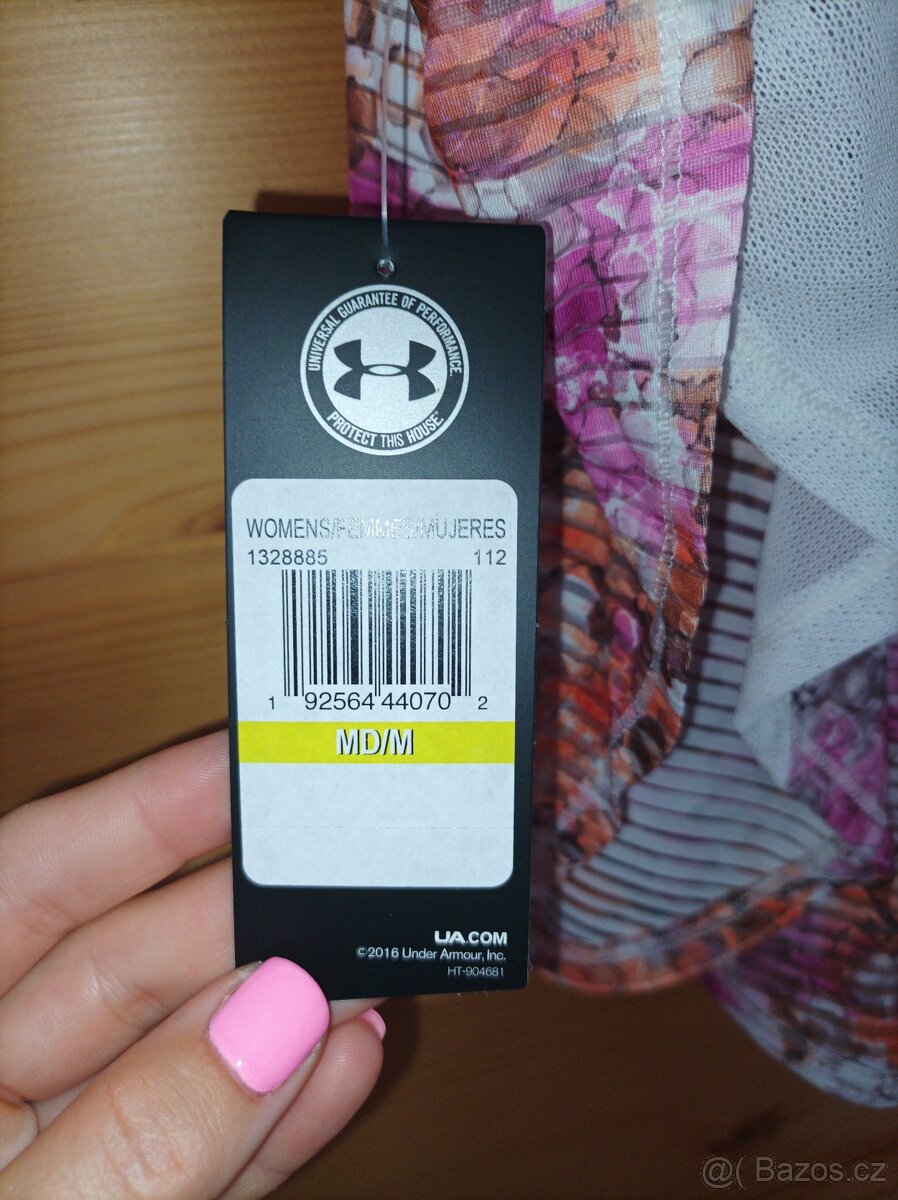 UNIVERSAL GUARANTEE OF PERFORMANCE.
PROTECT THIS HOUSE.®
WOMENS/FEMMES/MUJERES
1328885 112
1 92564 44070 2
MD/M
UA.COM
©2016 Under Armour, Inc.
HT-904681
@( Bazos.cz